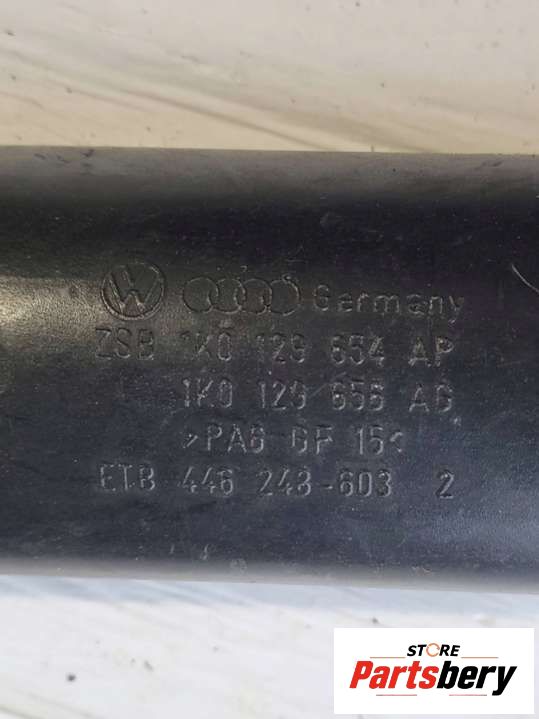 Germany
ZSB 1K0 129 654 AP
1K0 129 656 AG
>PA6 GF 15<
ETB 446 243-603 2
STORE
Partsbery